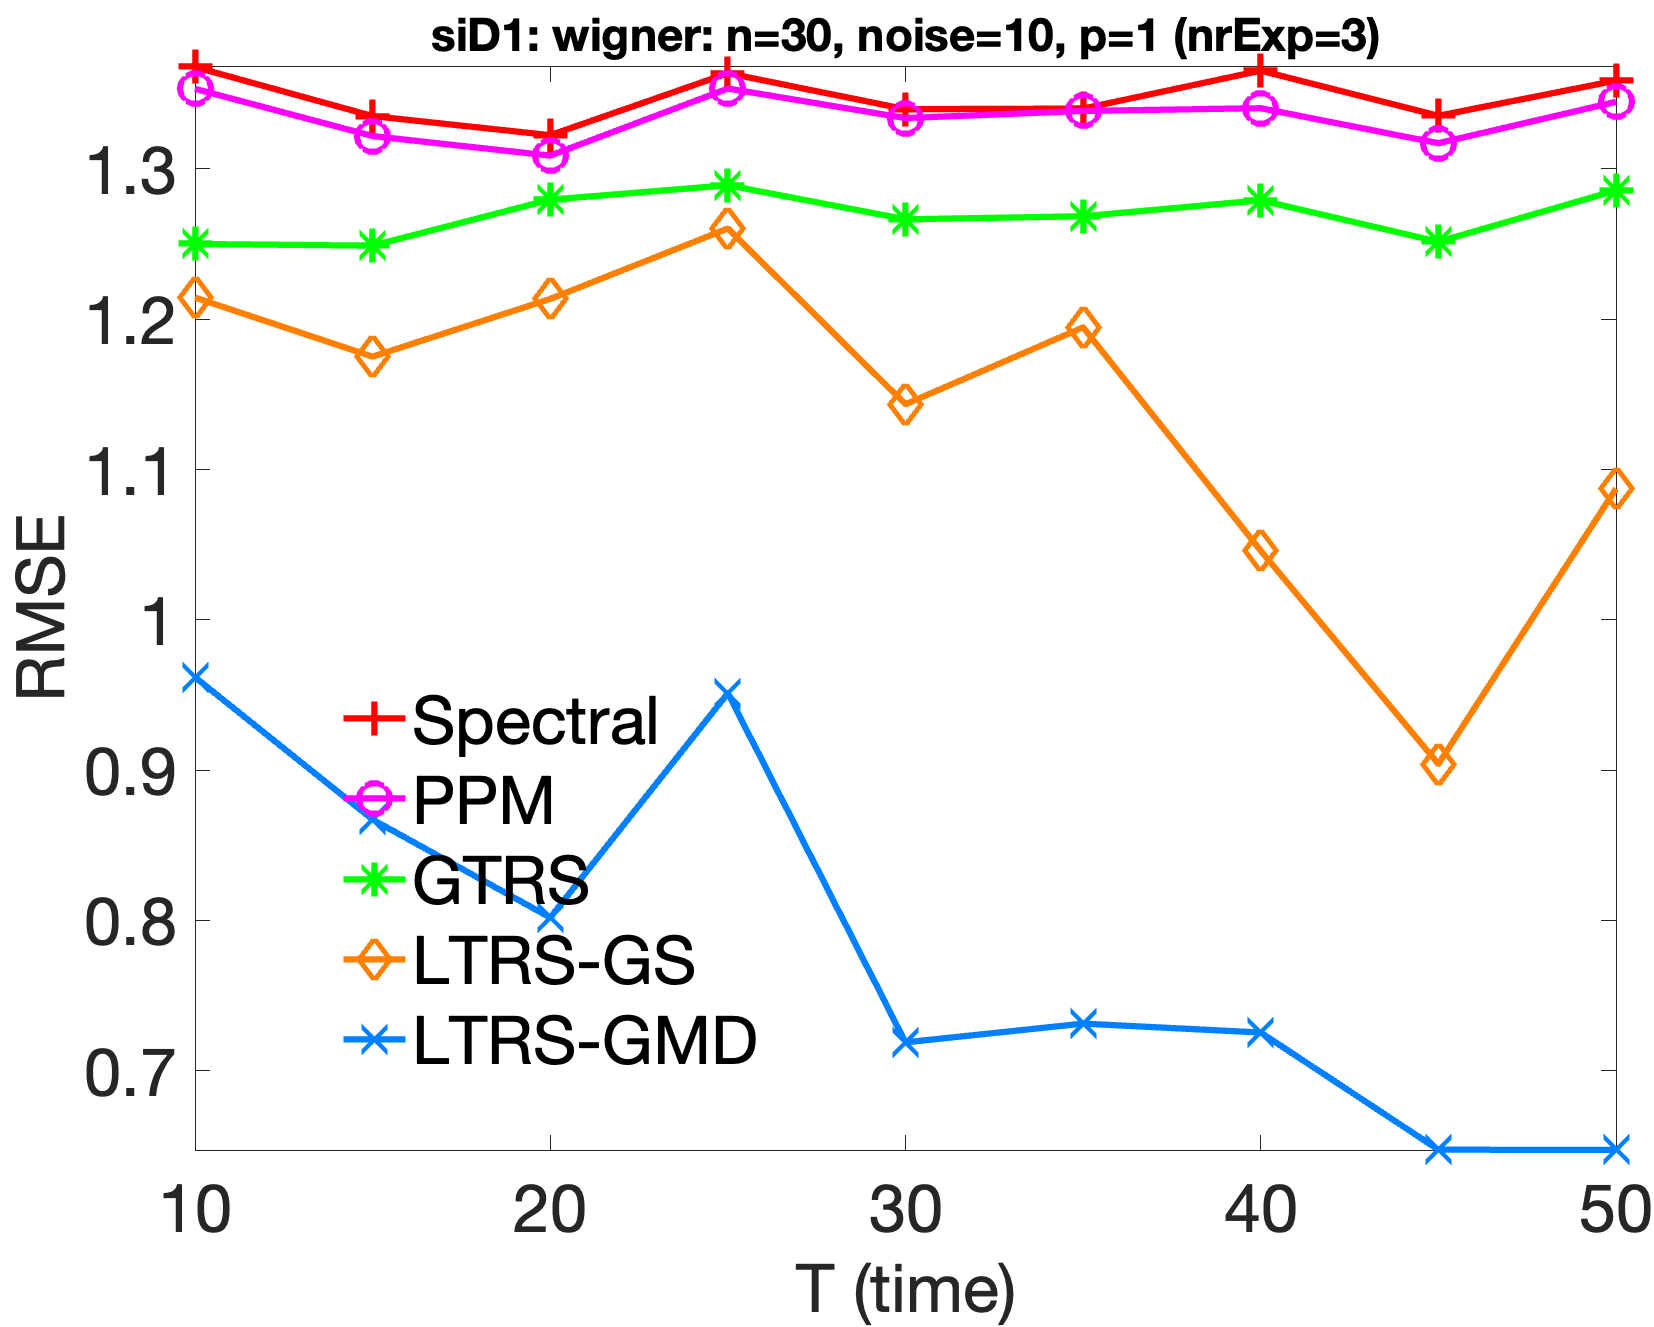 siD1: wigner: n=30, noise=10, p=1 (nrExp=3)
1.3
1.2
1.1
1
0.9
0.8
0.7
RMSE
Spectral
PPM
GTRS
LTRS-GS
LTRS-GMD
10 20 30 40 50
T (time)